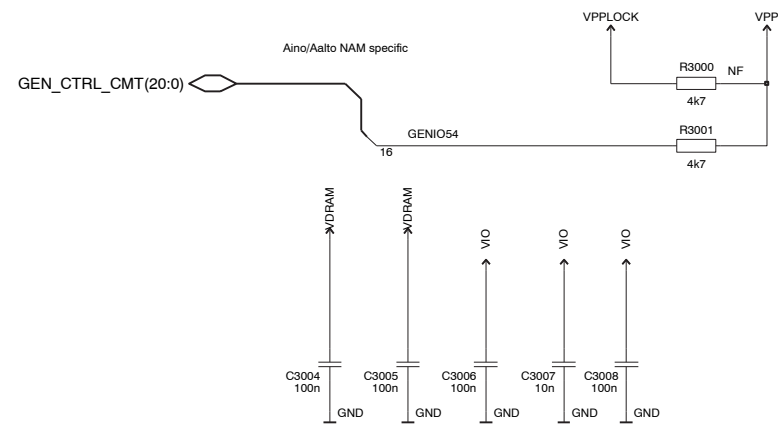 VPPLOCK
VPP
Aino/Aalto NAM specific
R3000
NF
4k7
GEN_CTRL_CMT(20:0)
GENIO54
16
R3001
4k7
VDRAM
VDRAM
VIO
VIO
VIO
C3004
100n
C3005
100n
C3006
100n
C3007
10n
C3008
100n
GND
GND
GND
GND
GND